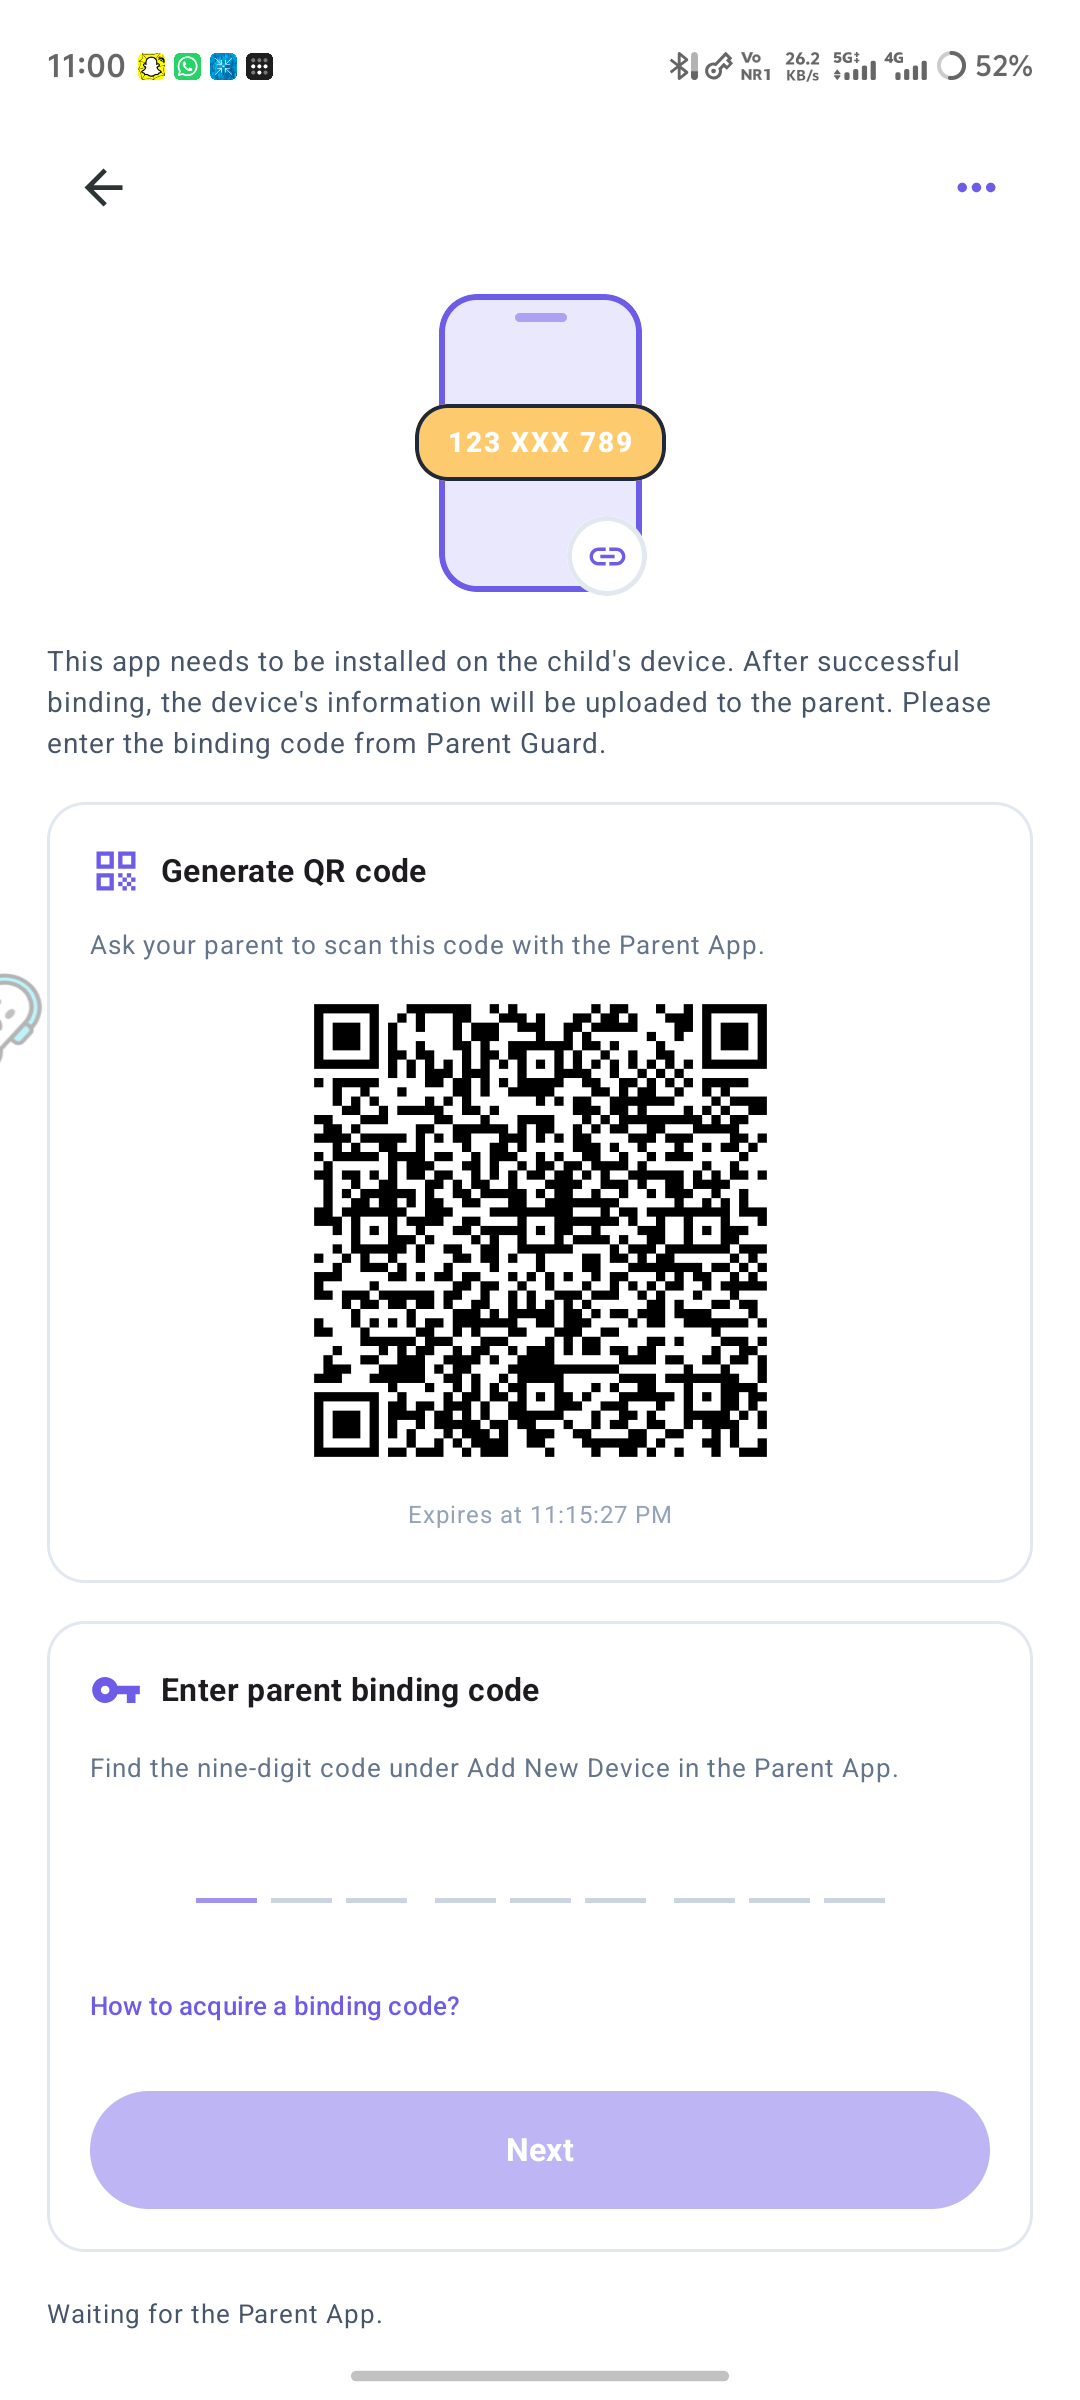 11:00
Vo
NR1
26.2
KB/s
5G
4G
52%
123 XXX 789
This app needs to be installed on the child's device. After successful
binding, the device's information will be uploaded to the parent. Please
enter the binding code from Parent Guard.
Generate QR code
Ask your parent to scan this code with the Parent App.
Expires at 11:15:27 PM
Enter parent binding code
Find the nine-digit code under Add New Device in the Parent App.
How to acquire a binding code?
Next
Waiting for the Parent App.